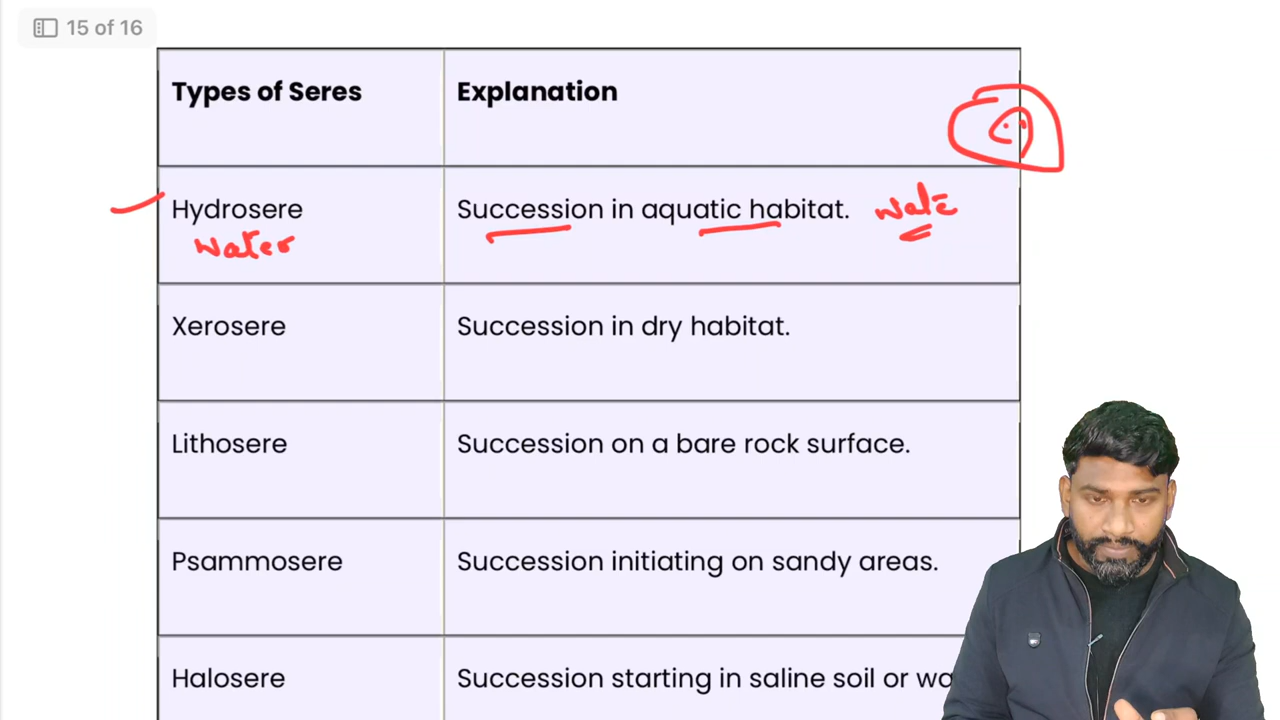 15 of 16
Types of Seres Explanation
Hydrosere Succession in aquatic habitat. Wate
Water
Xerosere Succession in dry habitat.
Lithosere Succession on a bare rock surface.
Psammosere Succession initiating on sandy areas.
Halosere Succession starting in saline soil or wa